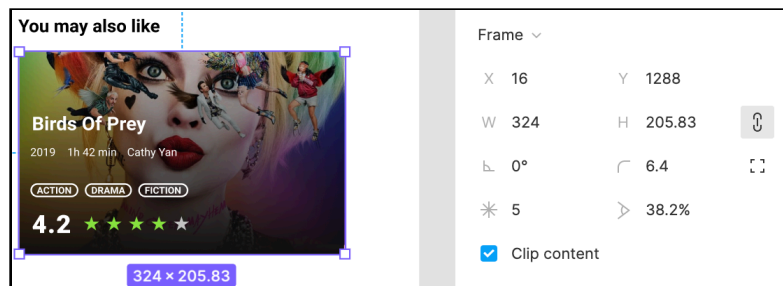 You may also like
Birds Of Prey
2019 1h 42 min Cathy Yan
ACTION DRAMA FICTION
4.2
324 × 205.83
Frame
X 16 Y 1288
W 324 H 205.83
0° 6.4
5 38.2%
Clip content